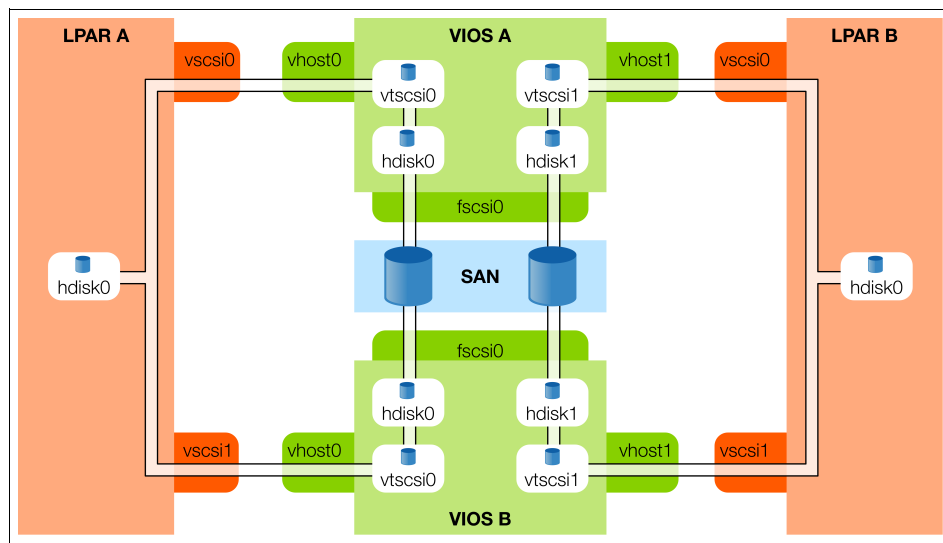 LPAR A
VIOS A
LPAR B
vscsi0
vhost0
vhost1
vscsi0
vtscsi0
vtscsi1
hdisk0
hdisk1
fscsi0
SAN
hdisk0
hdisk0
fscsi0
hdisk0
hdisk1
vscsi1
vhost0
vhost1
vscsi1
vtscsi0
vtscsi1
VIOS B